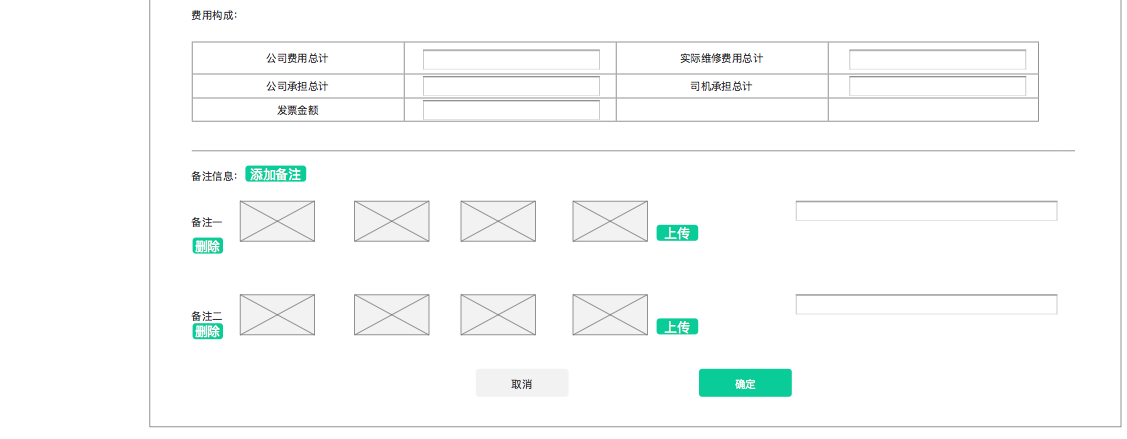 费用构成：
公司费用总计 实际维修费用总计
公司承担总计 司机承担总计
发票金额
备注信息： 添加备注
备注一
上传
删除
备注二
上传
删除
取消 确定